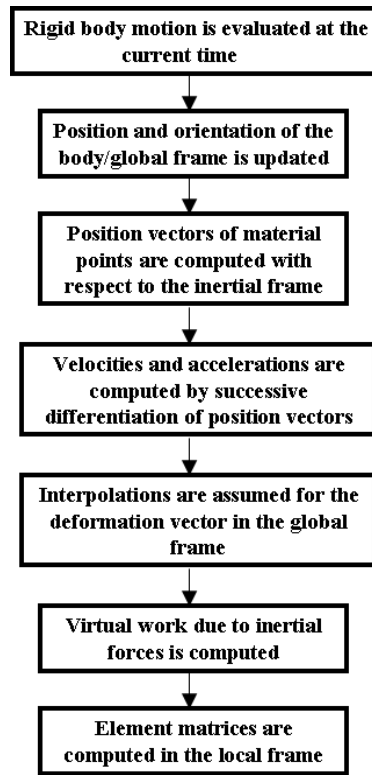 Rigid body motion is evaluated at the
current time
Position and orientation of the
body/global frame is updated
Position vectors of material
points are computed with
respect to the inertial frame
Velocities and accelerations are
computed by successive
differentiation of position vectors
Interpolations are assumed for the
deformation vector in the global
frame
Virtual work due to inertial
forces is computed
Element matrices are
computed in the local frame